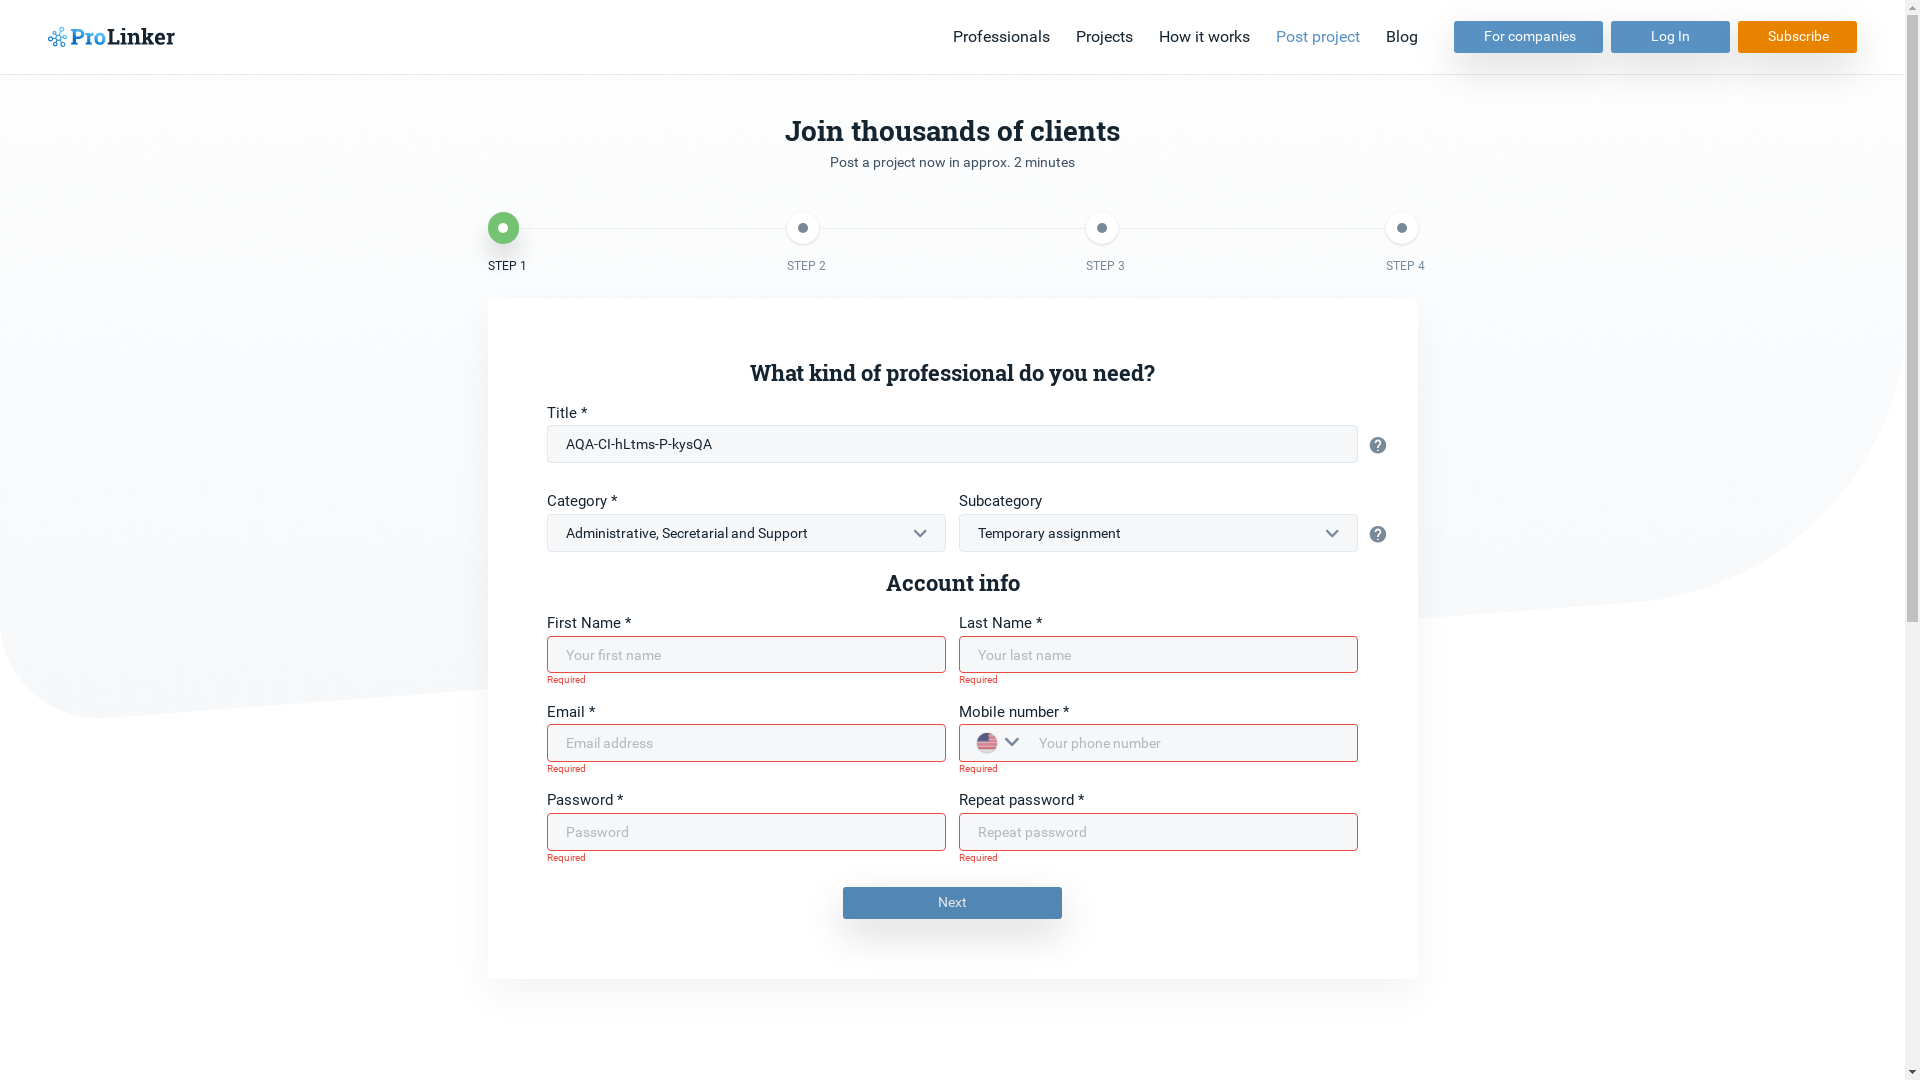 ProLinker
Professionals Projects How it works Post project Blog For companies Log In Subscribe
Join thousands of clients
Post a project now in approx. 2 minutes
STEP 1 STEP 2 STEP 3 STEP 4
What kind of professional do you need?
Title *
AQA-CI-hLtms-P-kysQA
Category * Subcategory
Administrative, Secretarial and Support Temporary assignment
Account info
First Name * Last Name *
Your first name Your last name
Required Required
Email * Mobile number *
Email address Your phone number
Required Required
Password * Repeat password *
Password Repeat password
Required Required
Next